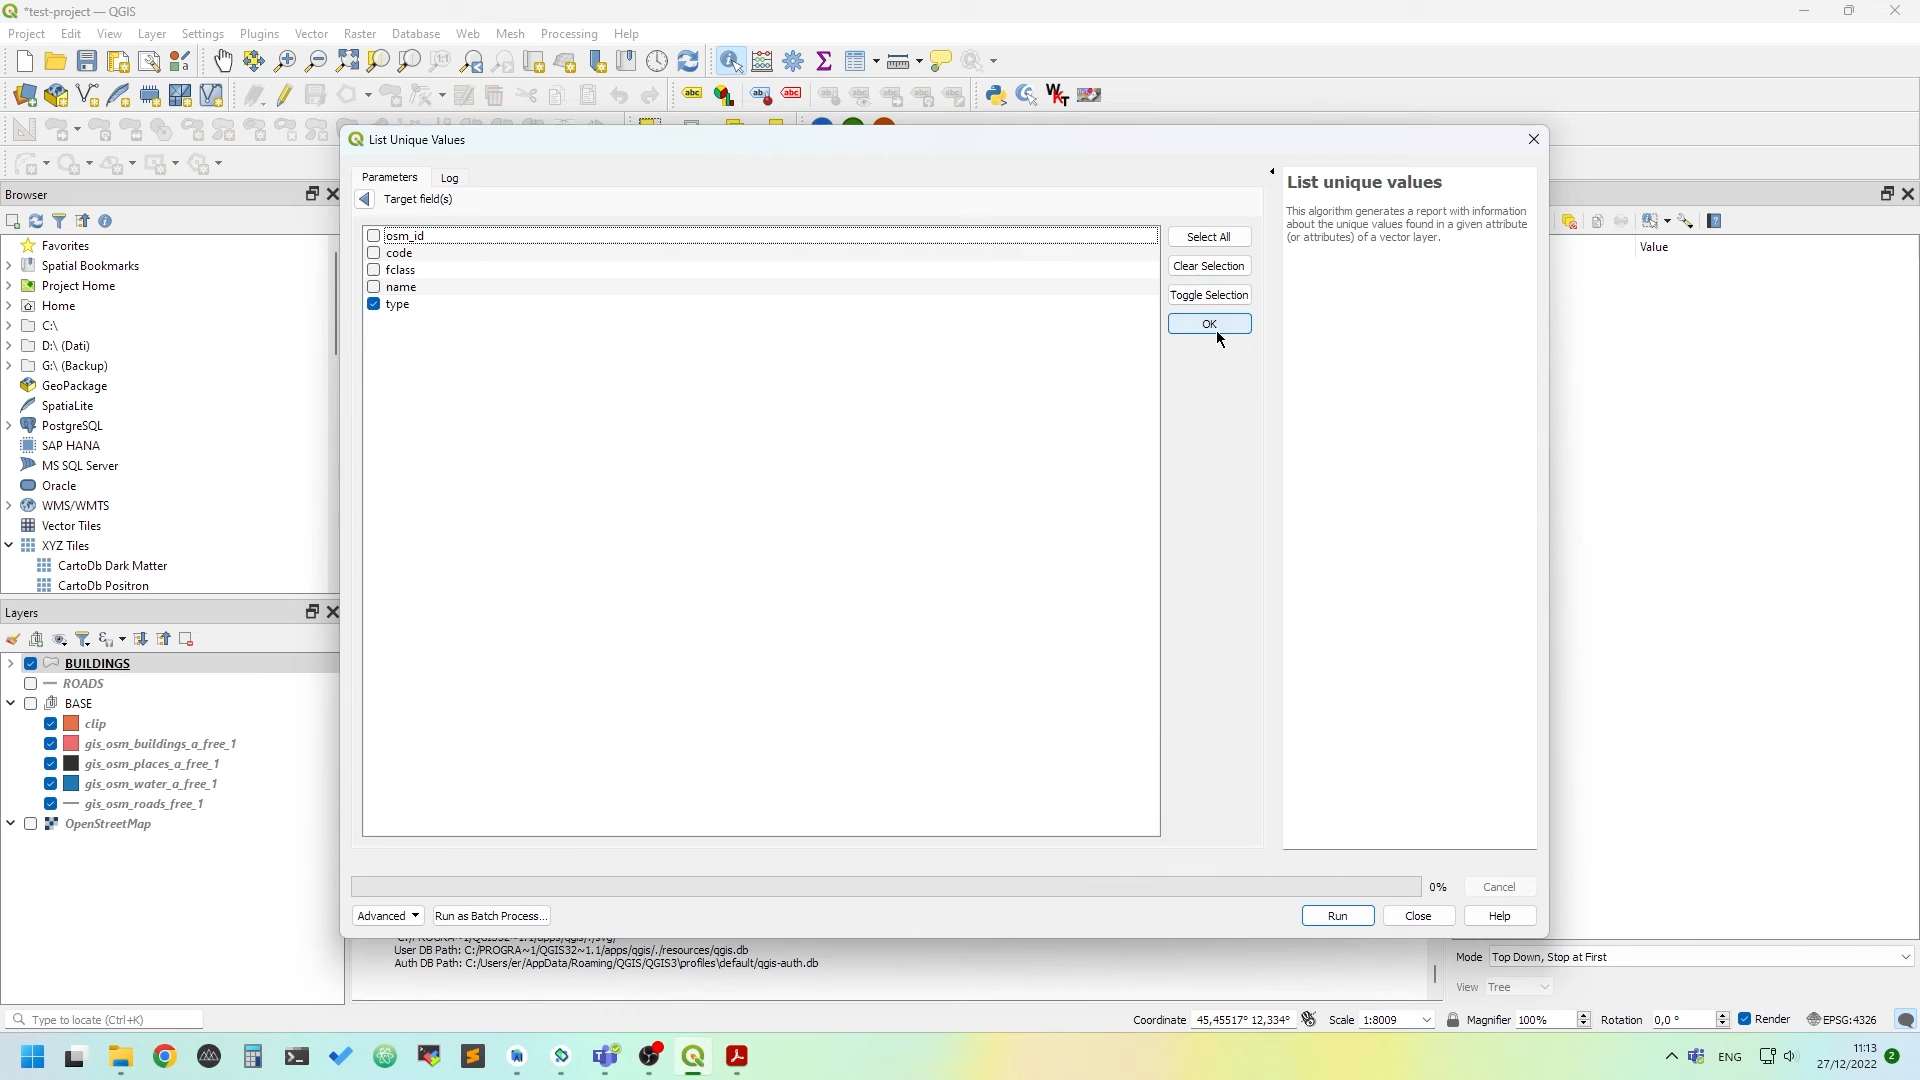 *test-project — QGIS
Project Edit View Layer Settings Plugins Vector Raster Database Web Mesh Processing Help
List Unique Values
Browser
Parameters Log
Target field(s)
Favorites
Spatial Bookmarks
Project Home
Home
C:\
D:\ (Dati)
G:\ (Backup)
GeoPackage
SpatiaLite
PostgreSQL
SAP HANA
MS SQL Server
Oracle
WMS/WMTS
Vector Tiles
XYZ Tiles
CartoDb Dark Matter
CartoDb Positron
osm_id
code
fclass
name
type
Select All
Clear Selection
Toggle Selection
OK
List unique values
This algorithm generates a report with information
about the unique values found in a given attribute
(or attributes) of a vector layer.
Value
Layers
BUILDINGS
ROADS
BASE
clip
gis_osm_buildings_a_free_1
gis_osm_places_a_free_1
gis_osm_water_a_free_1
gis_osm_roads_free_1
OpenStreetMap
0% Cancel
Advanced Run as Batch Process... Run Close Help
User DB Path: C:/PROGRA~1/QGIS32~1.1/apps/qgis/./resources/qgis.db
Auth DB Path: C:/Users/er/AppData/Roaming/QGIS/QGIS3\profiles\default/qgis-auth.db
Mode Top Down, Stop at First
View Tree
Type to locate (Ctrl+K) Coordinate 45,45517° 12,334° Scale 1:8009 Magnifier 100% Rotation 0,0 ° Render EPSG:4326
ENG 11:13
27/12/2022 2